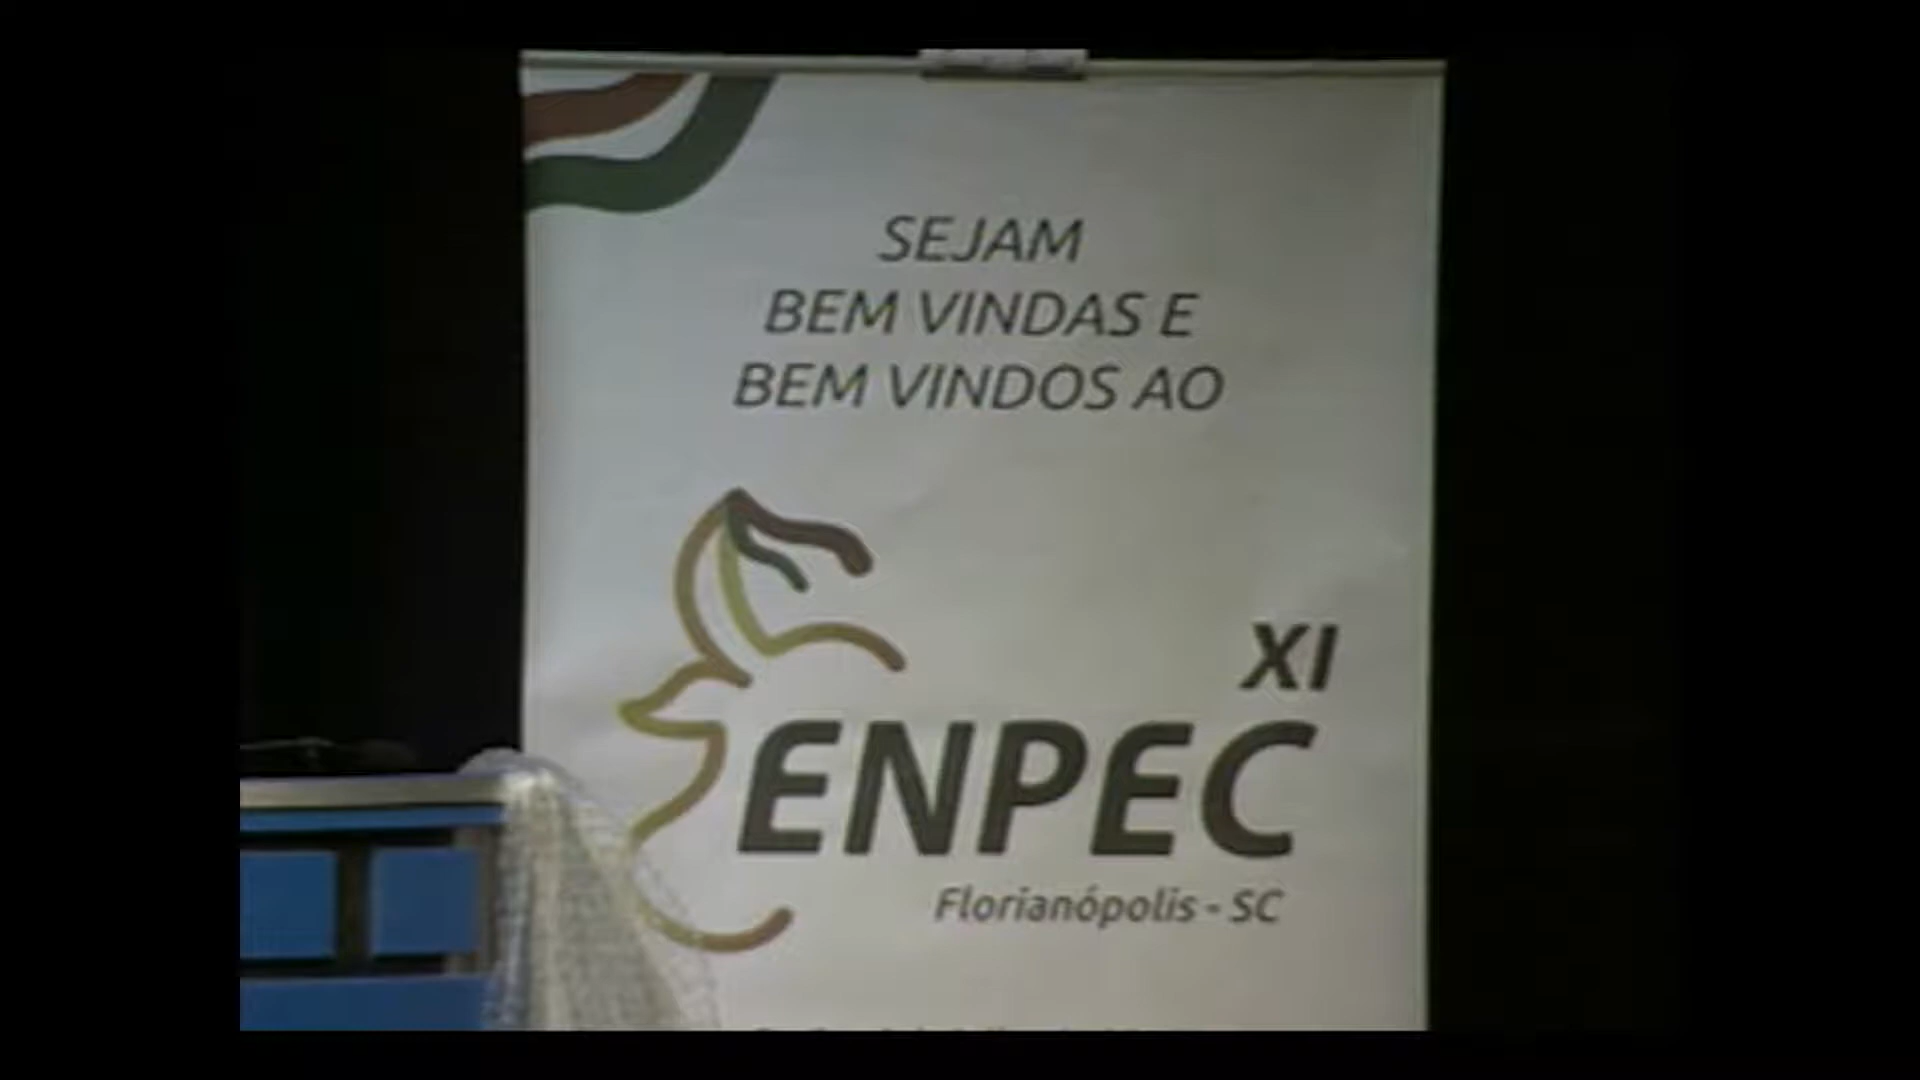 SEJAM
BEM VINDAS E
BEM VINDOS AO
XI
ENPEC
Florianópolis - SC